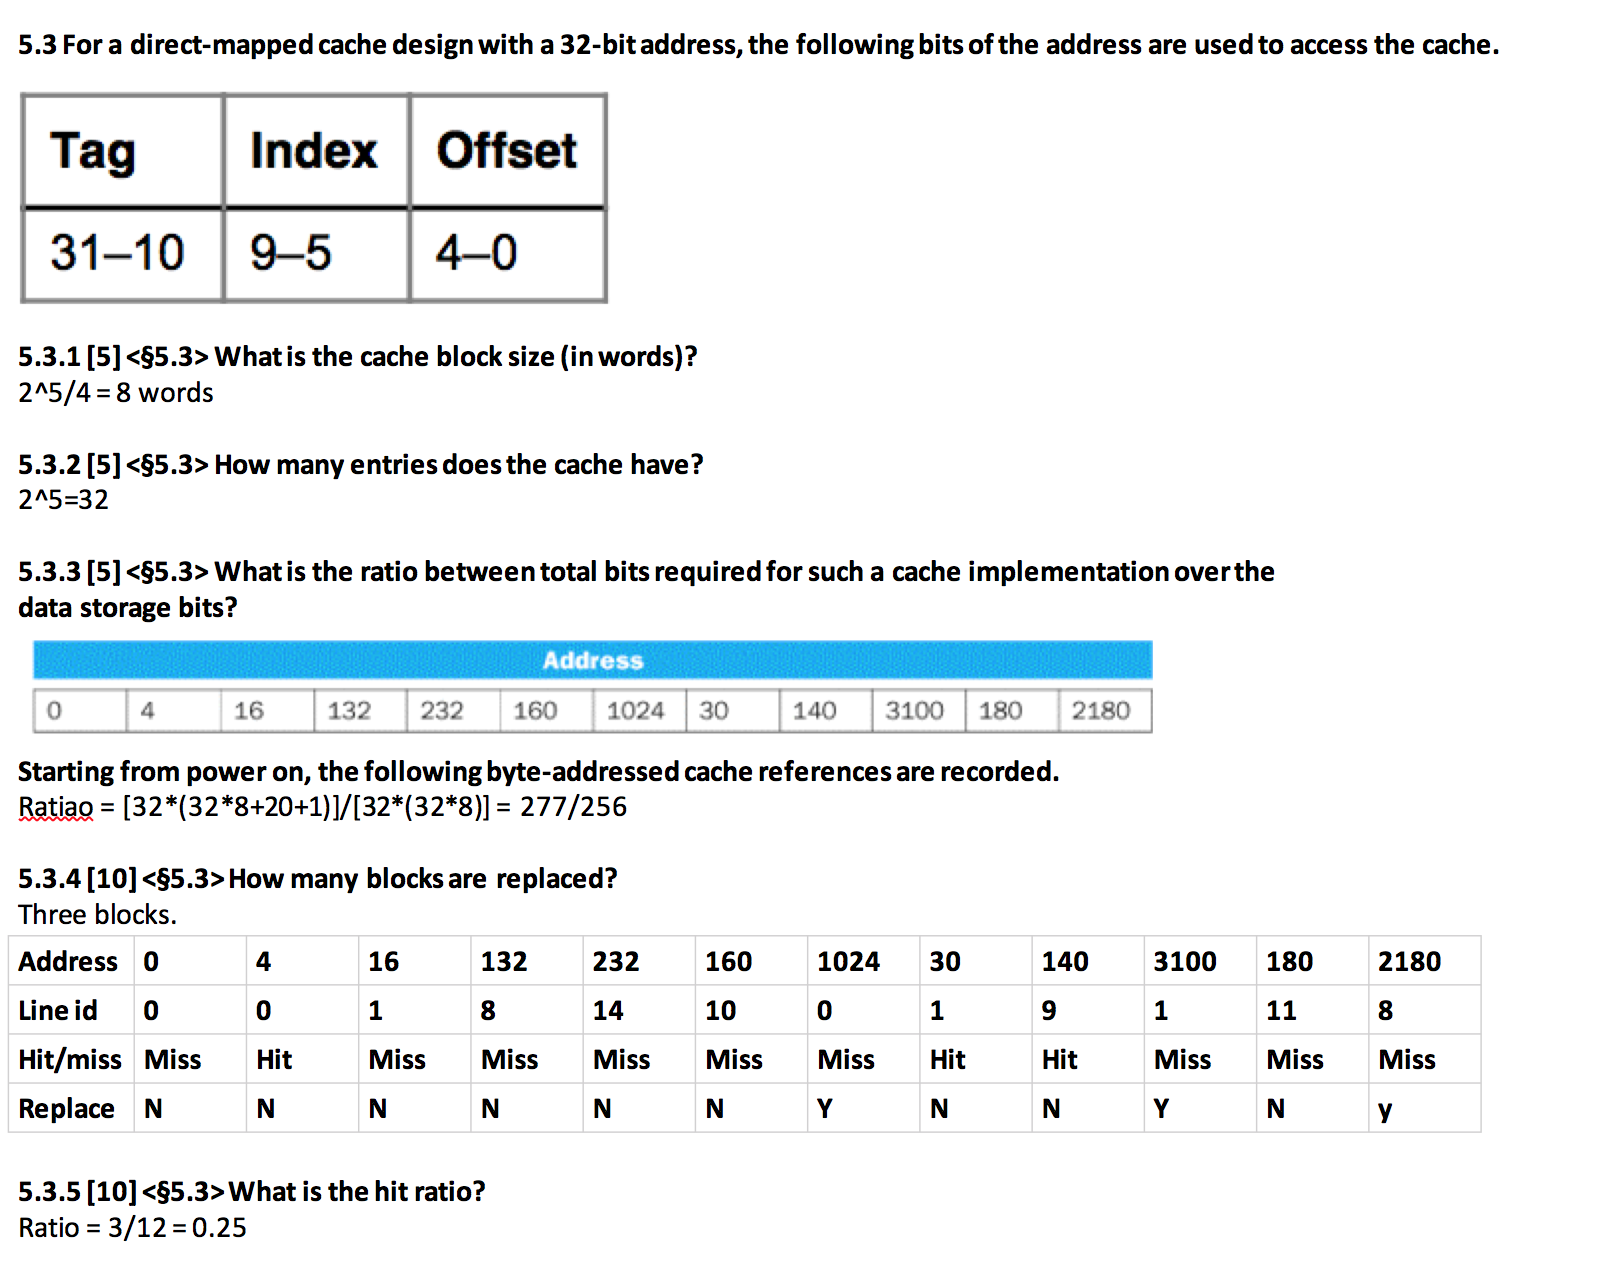 5.3 For a direct-mapped cache design with a 32-bit address, the following bits of the address are used to access the cache.
Tag Index Offset
31–10 9–5 4–0
5.3.1 [5] <§5.3> What is the cache block size (in words)?
2^5/4 = 8 words
5.3.2 [5] <§5.3> How many entries does the cache have?
2^5=32
5.3.3 [5] <§5.3> What is the ratio between total bits required for such a cache implementation over the
data storage bits?
Address
0 4 16 132 232 160 1024 30 140 3100 180 2180
Starting from power on, the following byte-addressed cache references are recorded.
Ratiao = [32*(32*8+20+1)]/[32*(32*8)] = 277/256
5.3.4 [10] <§5.3> How many blocks are replaced?
Three blocks.
Address 0 4 16 132 232 160 1024 30 140 3100 180 2180
Line id 0 0 1 8 14 10 0 1 9 1 11 8
Hit/miss Miss Hit Miss Miss Miss Miss Miss Hit Hit Miss Miss Miss
Replace N N N N N N Y N N Y N y
5.3.5 [10] <§5.3> What is the hit ratio?
Ratio = 3/12 = 0.25